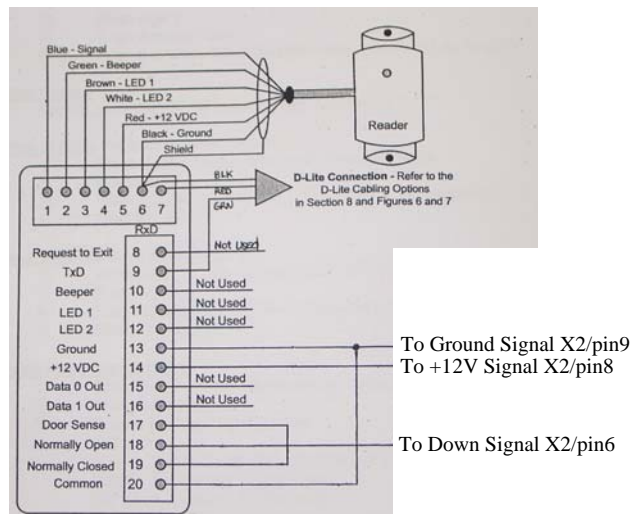 Blue - Signal
Green - Beeper
Brown - LED 1
White - LED 2
Red - +12 VDC
Black - Ground
Shield
Reader
BLK
RED
GRN
D-Lite Connection - Refer to the
D-Lite Cabling Options
in Section 8 and Figures 6 and 7
1 2 3 4 5 6 7
RxD
Request to Exit 8 Not Used
TxD 9
Beeper 10 Not Used
LED 1 11 Not Used
LED 2 12 Not Used
Ground 13 To Ground Signal X2/pin9
+12 VDC 14 To +12V Signal X2/pin8
Data 0 Out 15 Not Used
Data 1 Out 16 Not Used
Door Sense 17
Normally Open 18 To Down Signal X2/pin6
Normally Closed 19
Common 20